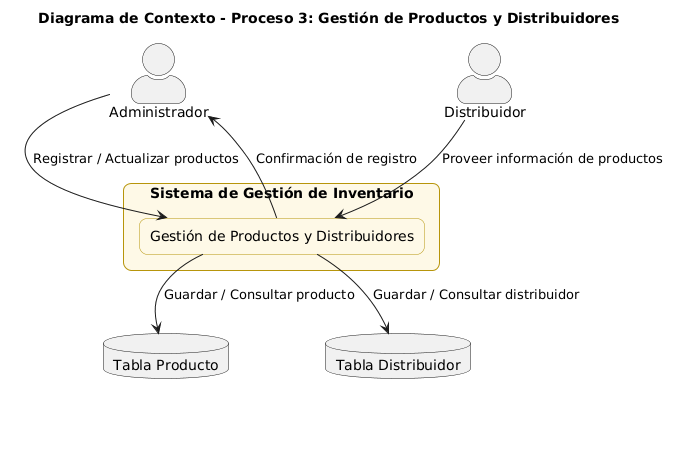 Diagrama de Contexto - Proceso 3: Gestión de Productos y Distribuidores
Administrador
Distribuidor
Registrar / Actualizar productos
Confirmación de registro
Proveer información de productos
Sistema de Gestión de Inventario
Gestión de Productos y Distribuidores
Guardar / Consultar producto
Guardar / Consultar distribuidor
Tabla Producto
Tabla Distribuidor